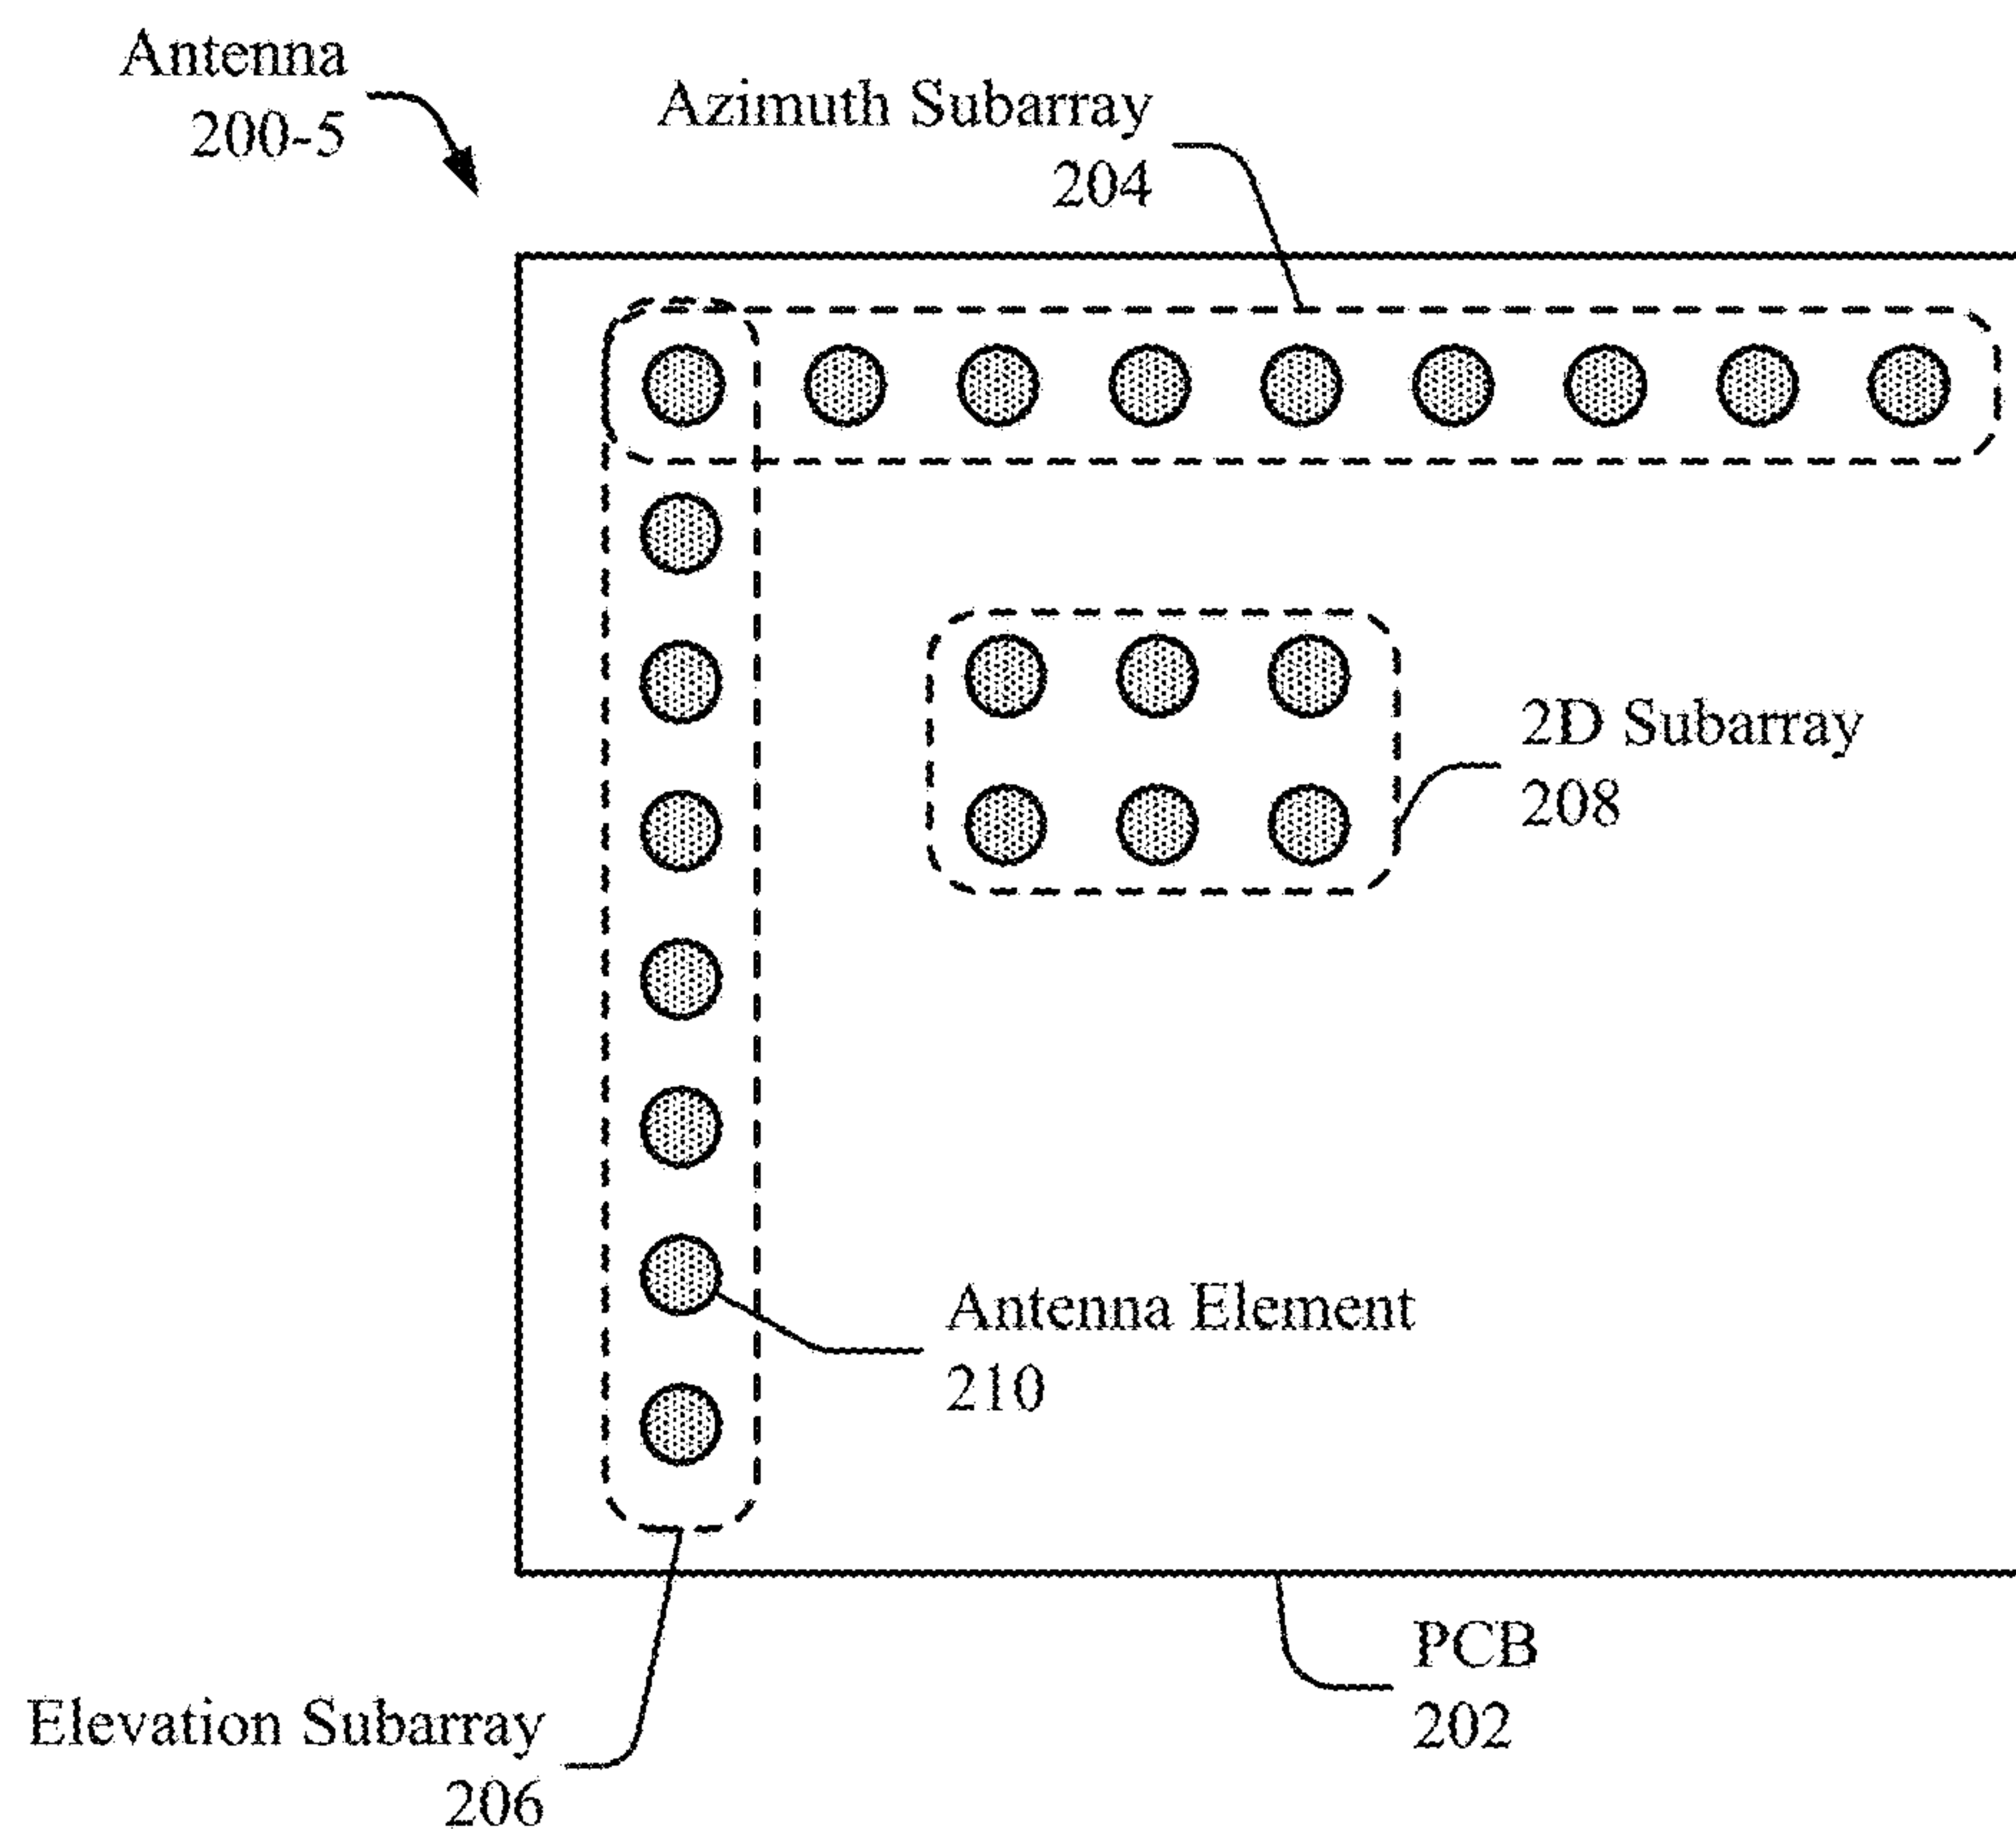 Antenna
200-5
Azimuth Subarray
204
2D Subarray
208
Antenna Element
210
PCB
202
Elevation Subarray
206